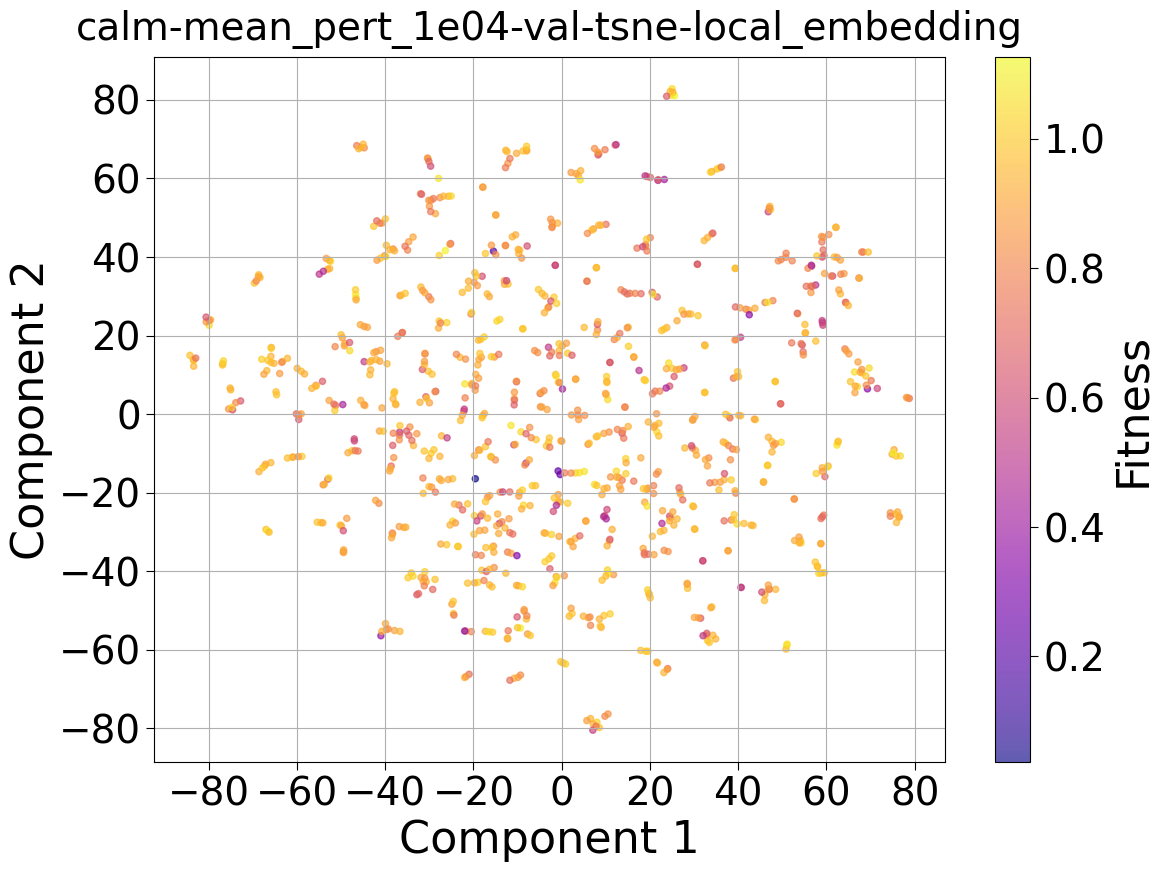 calm-mean_pert_1e04-val-tsne-local_embedding
80
60
40
20
0
−20
−40
−60
−80
Component 2
−80 −60 −40 −20 0 20 40 60 80
Component 1
1.0
0.8
0.6
0.4
0.2
Fitness